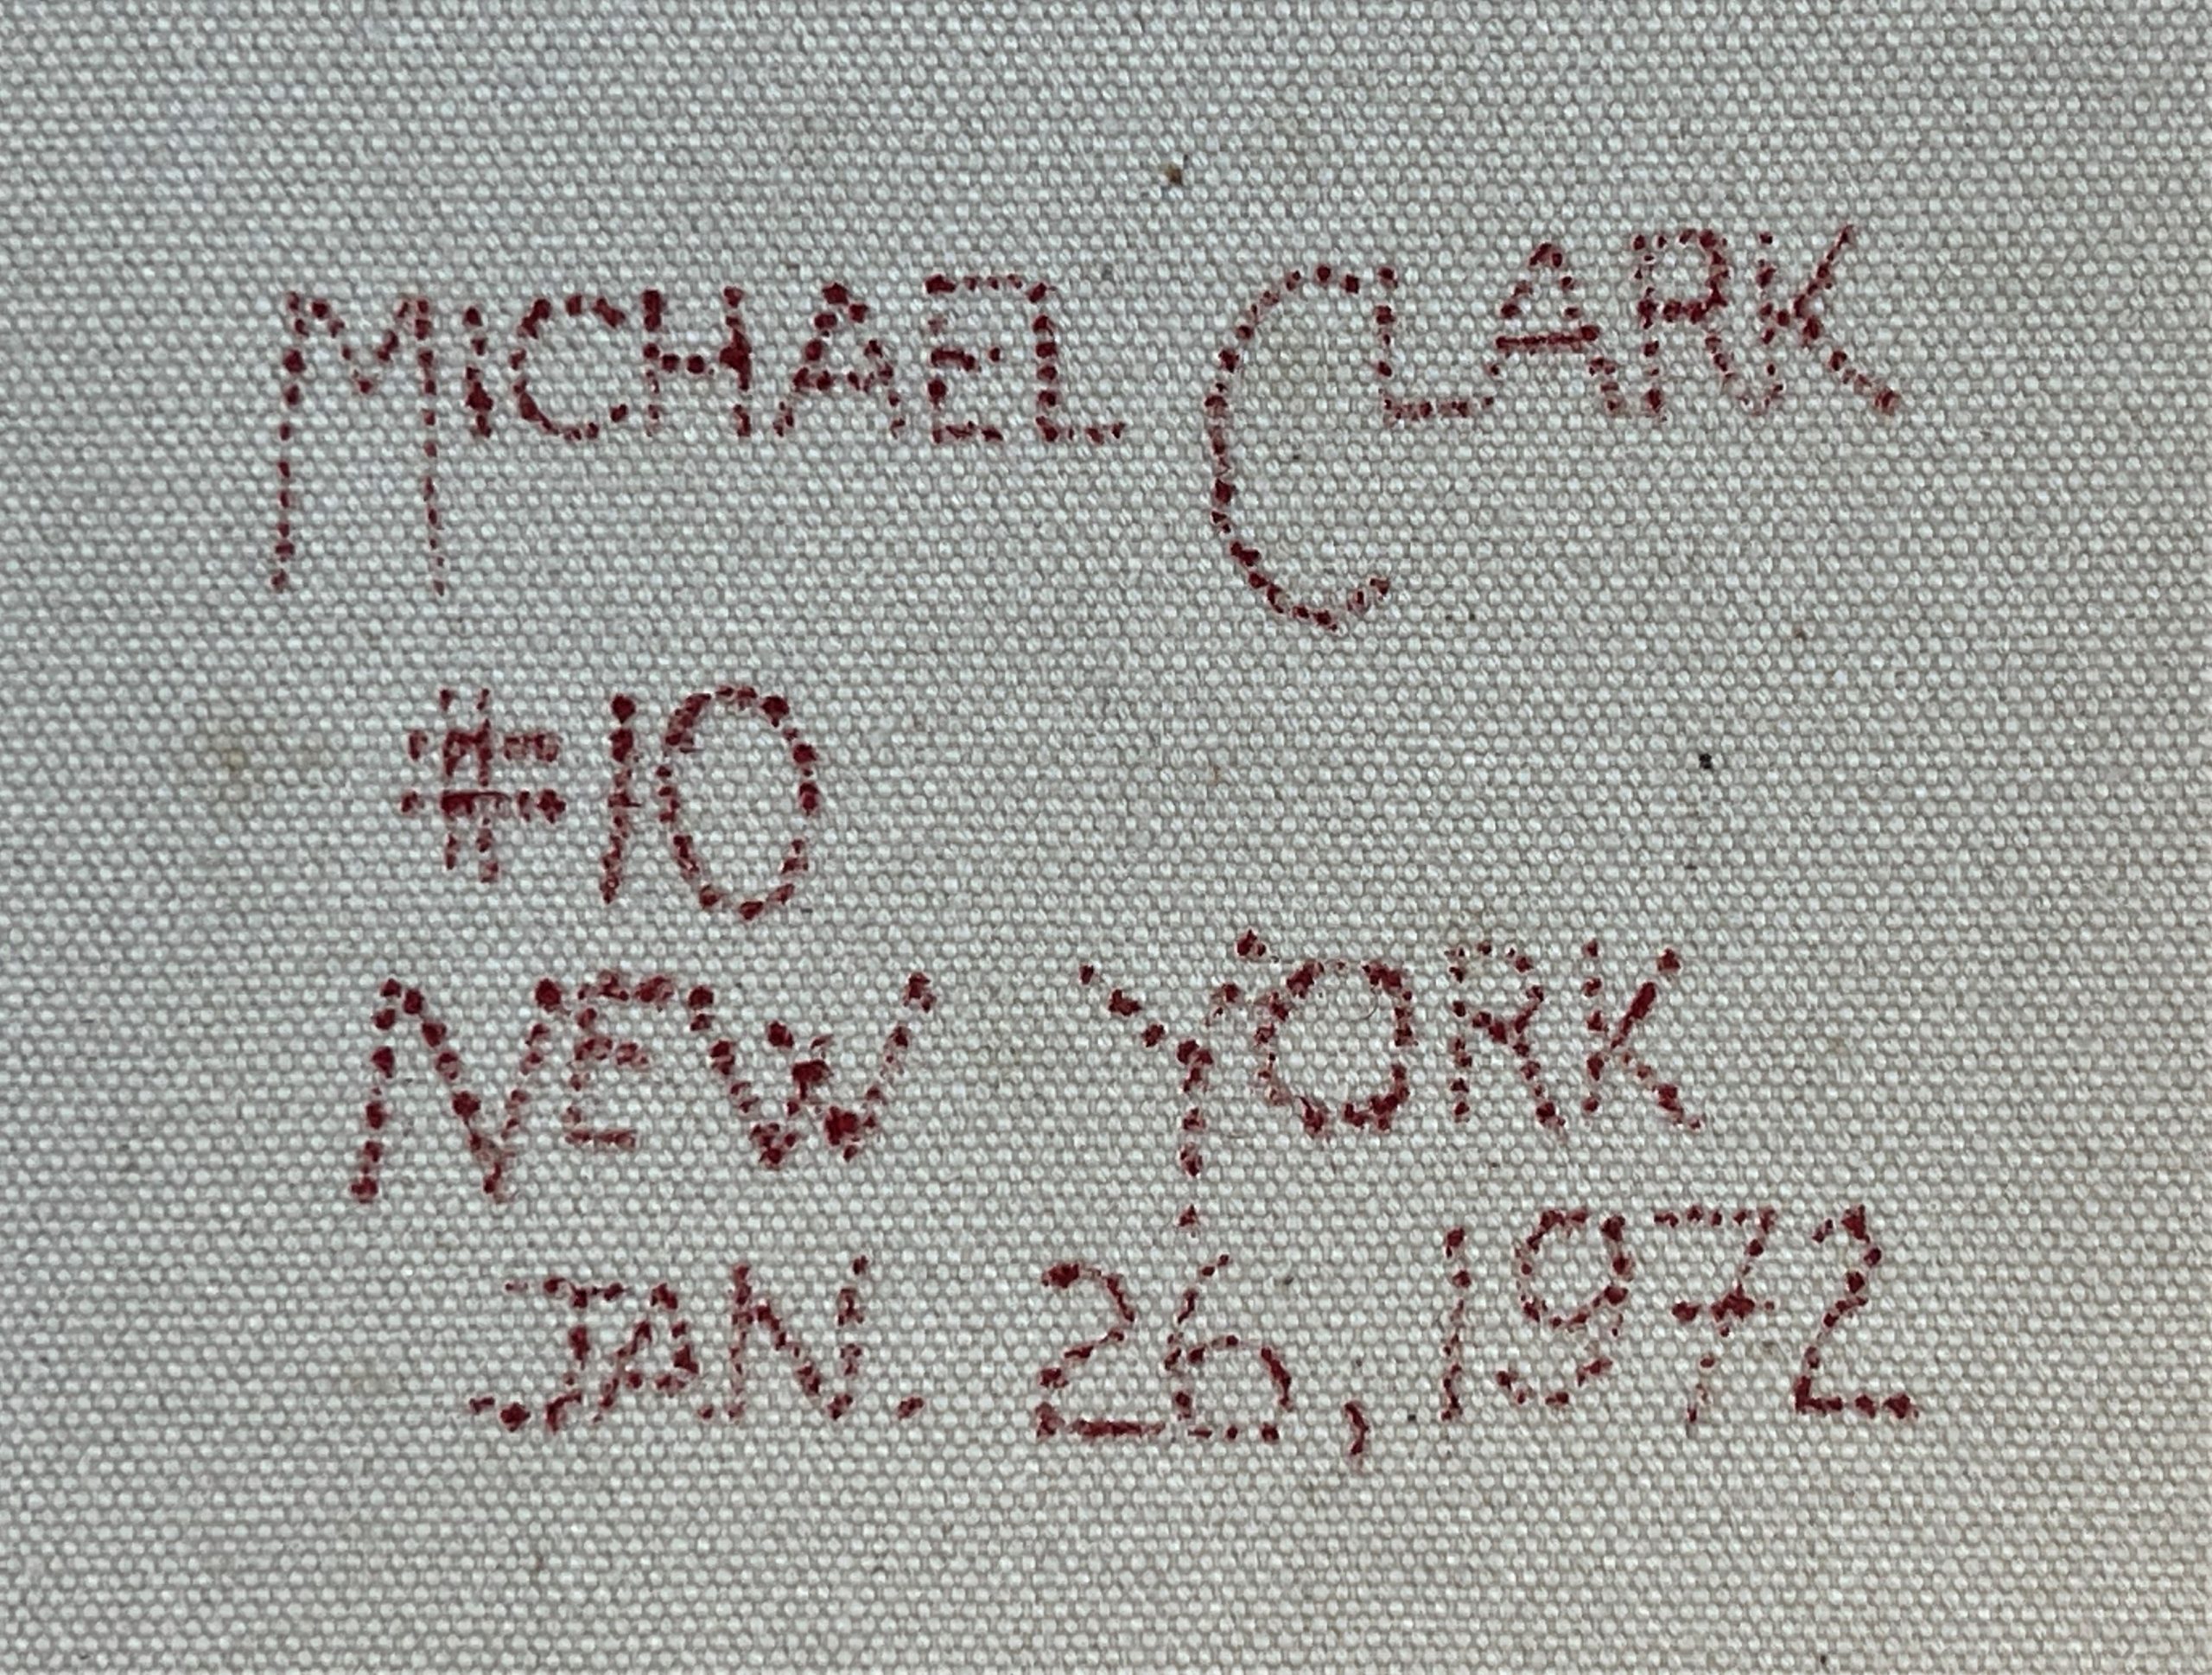 MICHAEL CLARK
#10
NEW YORK
JAN. 26, 1972